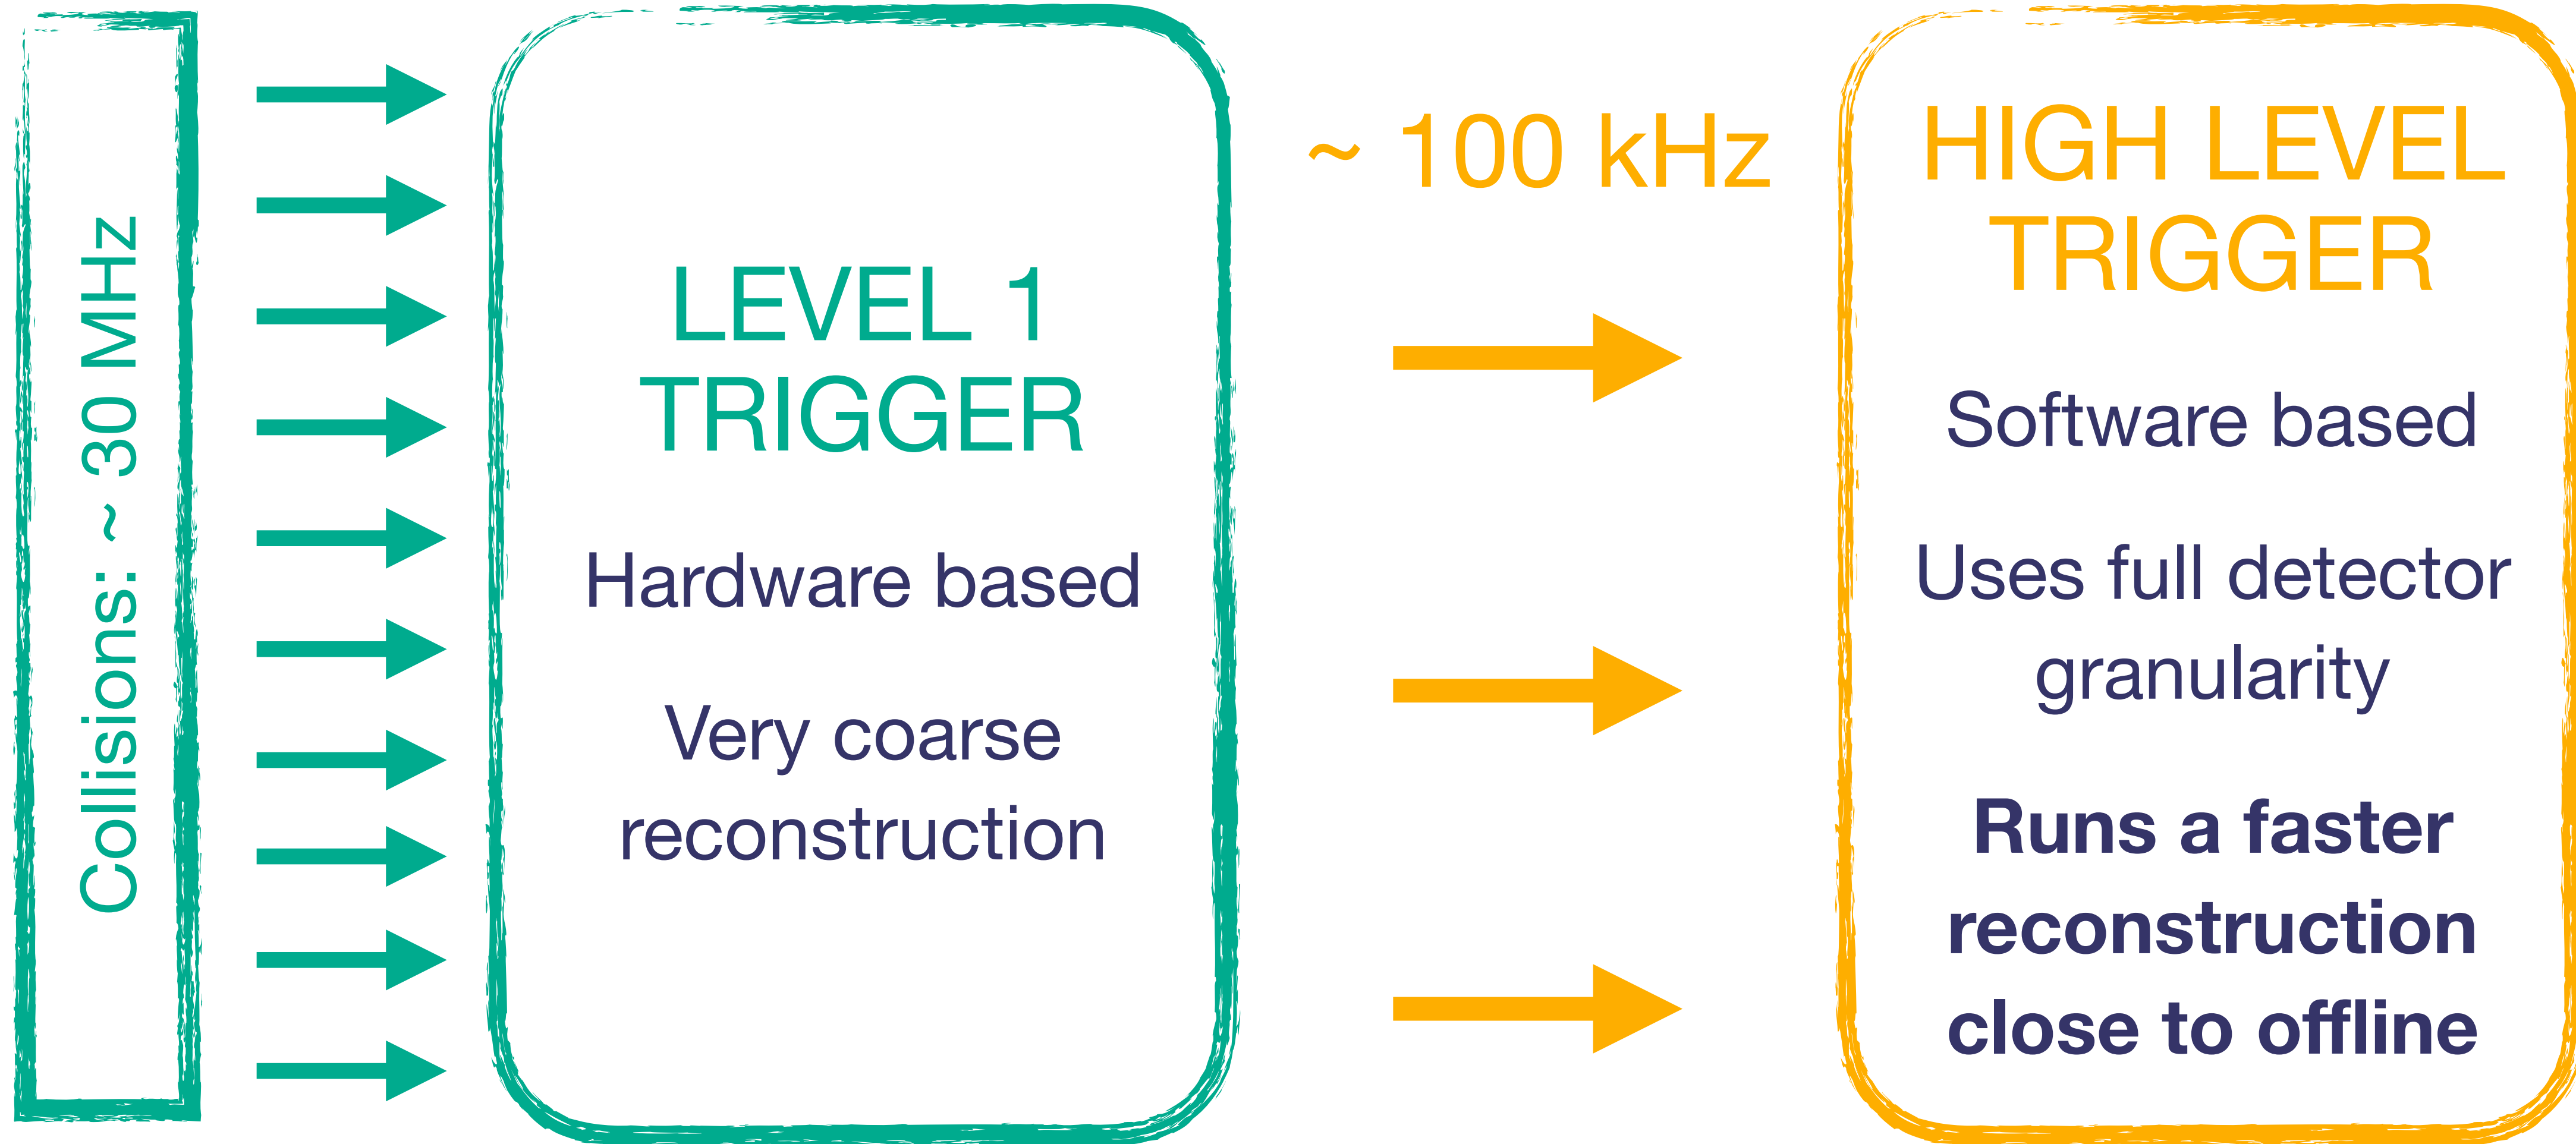 Collisions: ~ 30 MHz
LEVEL 1
TRIGGER
Hardware based
Very coarse
reconstruction
~ 100 kHz
HIGH LEVEL
TRIGGER
Software based
Uses full detector
granularity
Runs a faster
reconstruction
close to offline